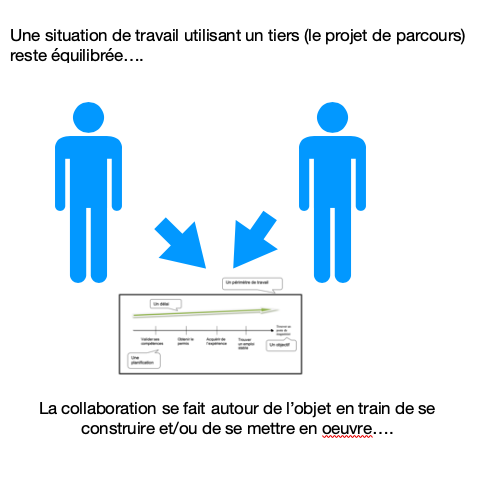 Une situation de travail utilisant un tiers (le projet de parcours)
reste équilibrée….
Un périmètre de travail
Un délai
Valider ses
compétences
Obtenir le
permis
Acquérir de
l'expérience
Trouver
un emploi
Un objectif
Une
planification
La collaboration se fait autour de l'objet en train de se
construire et/ou de se mettre en oeuvre….